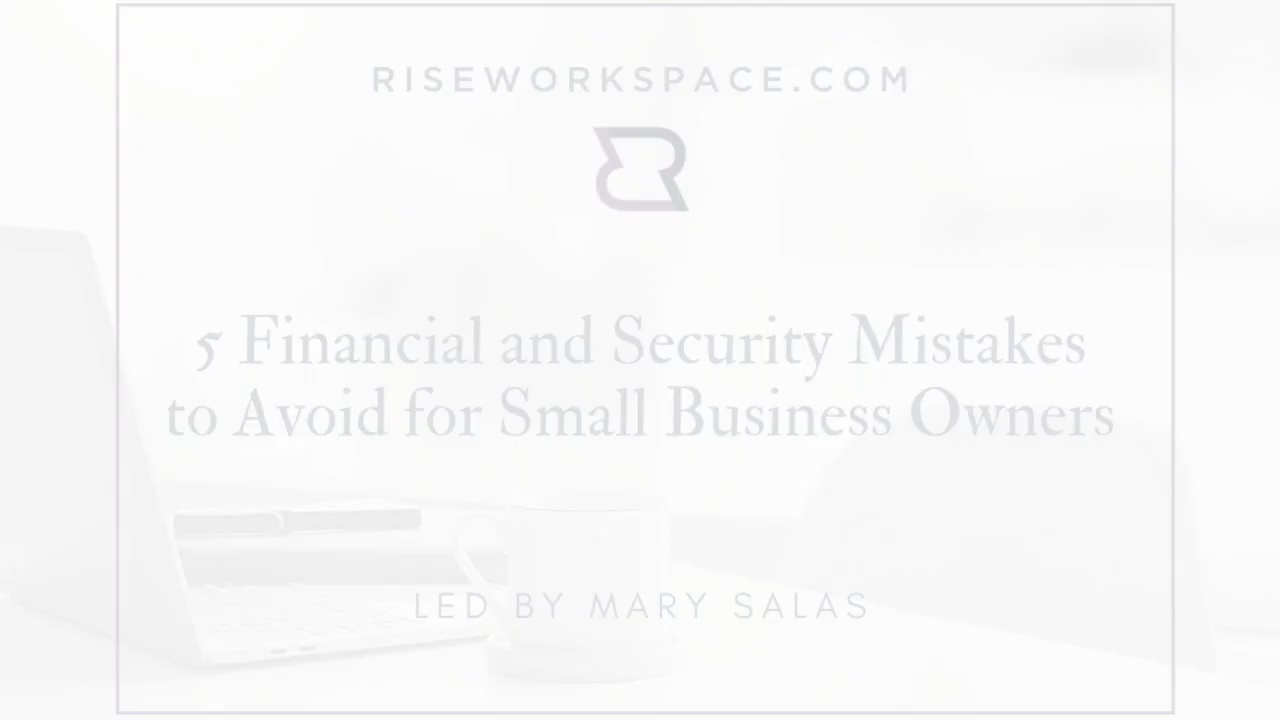 RISEWORKSPACE.COM
5 Financial and Security Mistakes
to Avoid for Small Business Owners
LED BY MARY SALAS